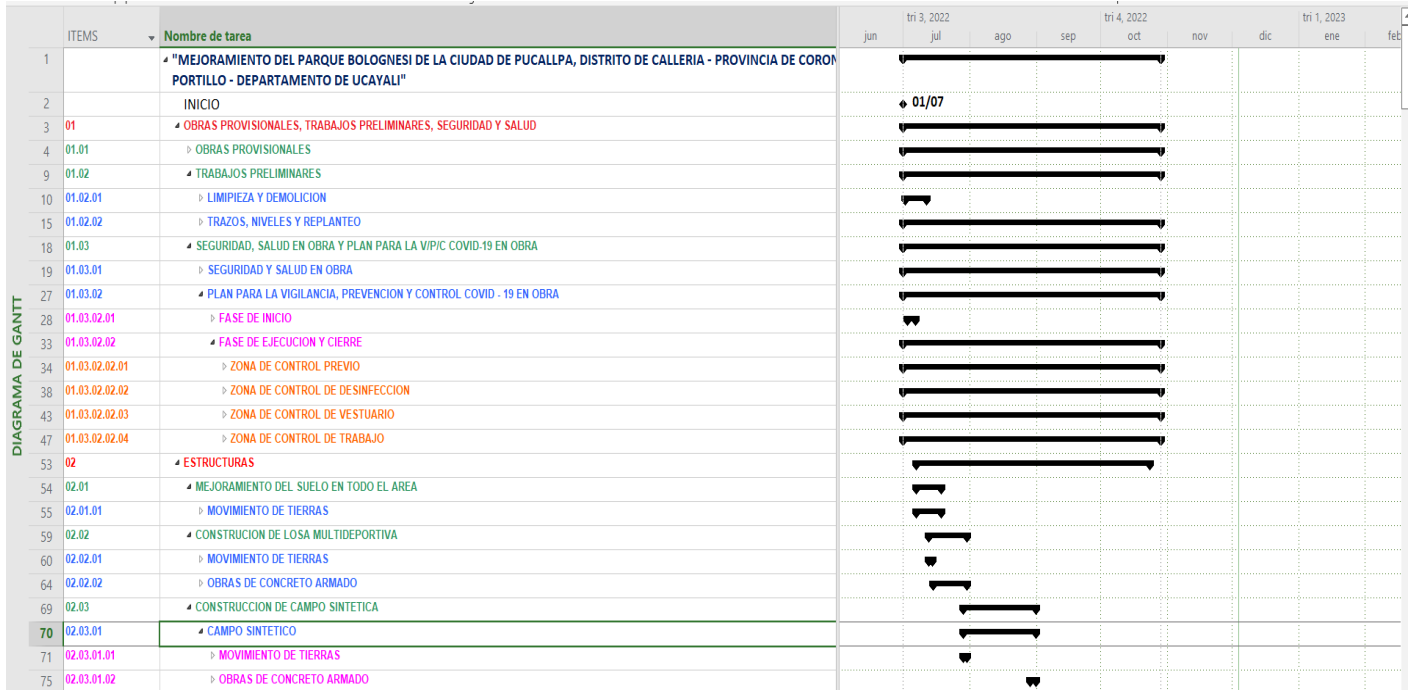 tri 3, 2022 tri 4, 2022 tri 1, 2023
ITEMS Nombre de tarea jun jul ago sep oct nov dic ene feb
1 "MEJORAMIENTO DEL PARQUE BOLOGNESI DE LA CIUDAD DE PUCALLPA, DISTRITO DE CALLERIA - PROVINCIA DE CORON
PORTILLO - DEPARTAMENTO DE UCAYALI"
2 INICIO 01/07
3 01 OBRAS PROVISIONALES, TRABAJOS PRELIMINARES, SEGURIDAD Y SALUD
4 01.01 OBRAS PROVISIONALES
9 01.02 TRABAJOS PRELIMINARES
10 01.02.01 LIMPIEZA Y DEMOLICION
15 01.02.02 TRAZOS, NIVELES Y REPLANTEO
18 01.03 SEGURIDAD, SALUD EN OBRA Y PLAN PARA LA V/P/C COVID-19 EN OBRA
19 01.03.01 SEGURIDAD Y SALUD EN OBRA
27 01.03.02 PLAN PARA LA VIGILANCIA, PREVENCION Y CONTROL COVID - 19 EN OBRA
28 01.03.02.01 FASE DE INICIO
33 01.03.02.02 FASE DE EJECUCION Y CIERRE
34 01.03.02.02.01 ZONA DE CONTROL PREVIO
38 01.03.02.02.02 ZONA DE CONTROL DE DESINFECCION
43 01.03.02.02.03 ZONA DE CONTROL DE VESTUARIO
47 01.03.02.02.04 ZONA DE CONTROL DE TRABAJO
53 02 ESTRUCTURAS
54 02.01 MEJORAMIENTO DEL SUELO EN TODO EL AREA
55 02.01.01 MOVIMIENTO DE TIERRAS
59 02.02 CONSTRUCION DE LOSA MULTIDEPORTIVA
60 02.02.01 MOVIMIENTO DE TIERRAS
64 02.02.02 OBRAS DE CONCRETO ARMADO
69 02.03 CONSTRUCCION DE CAMPO SINTETICA
70 02.03.01 CAMPO SINTETICO
71 02.03.01.01 MOVIMIENTO DE TIERRAS
75 02.03.01.02 OBRAS DE CONCRETO ARMADO
DIAGRAMA DE GANTT